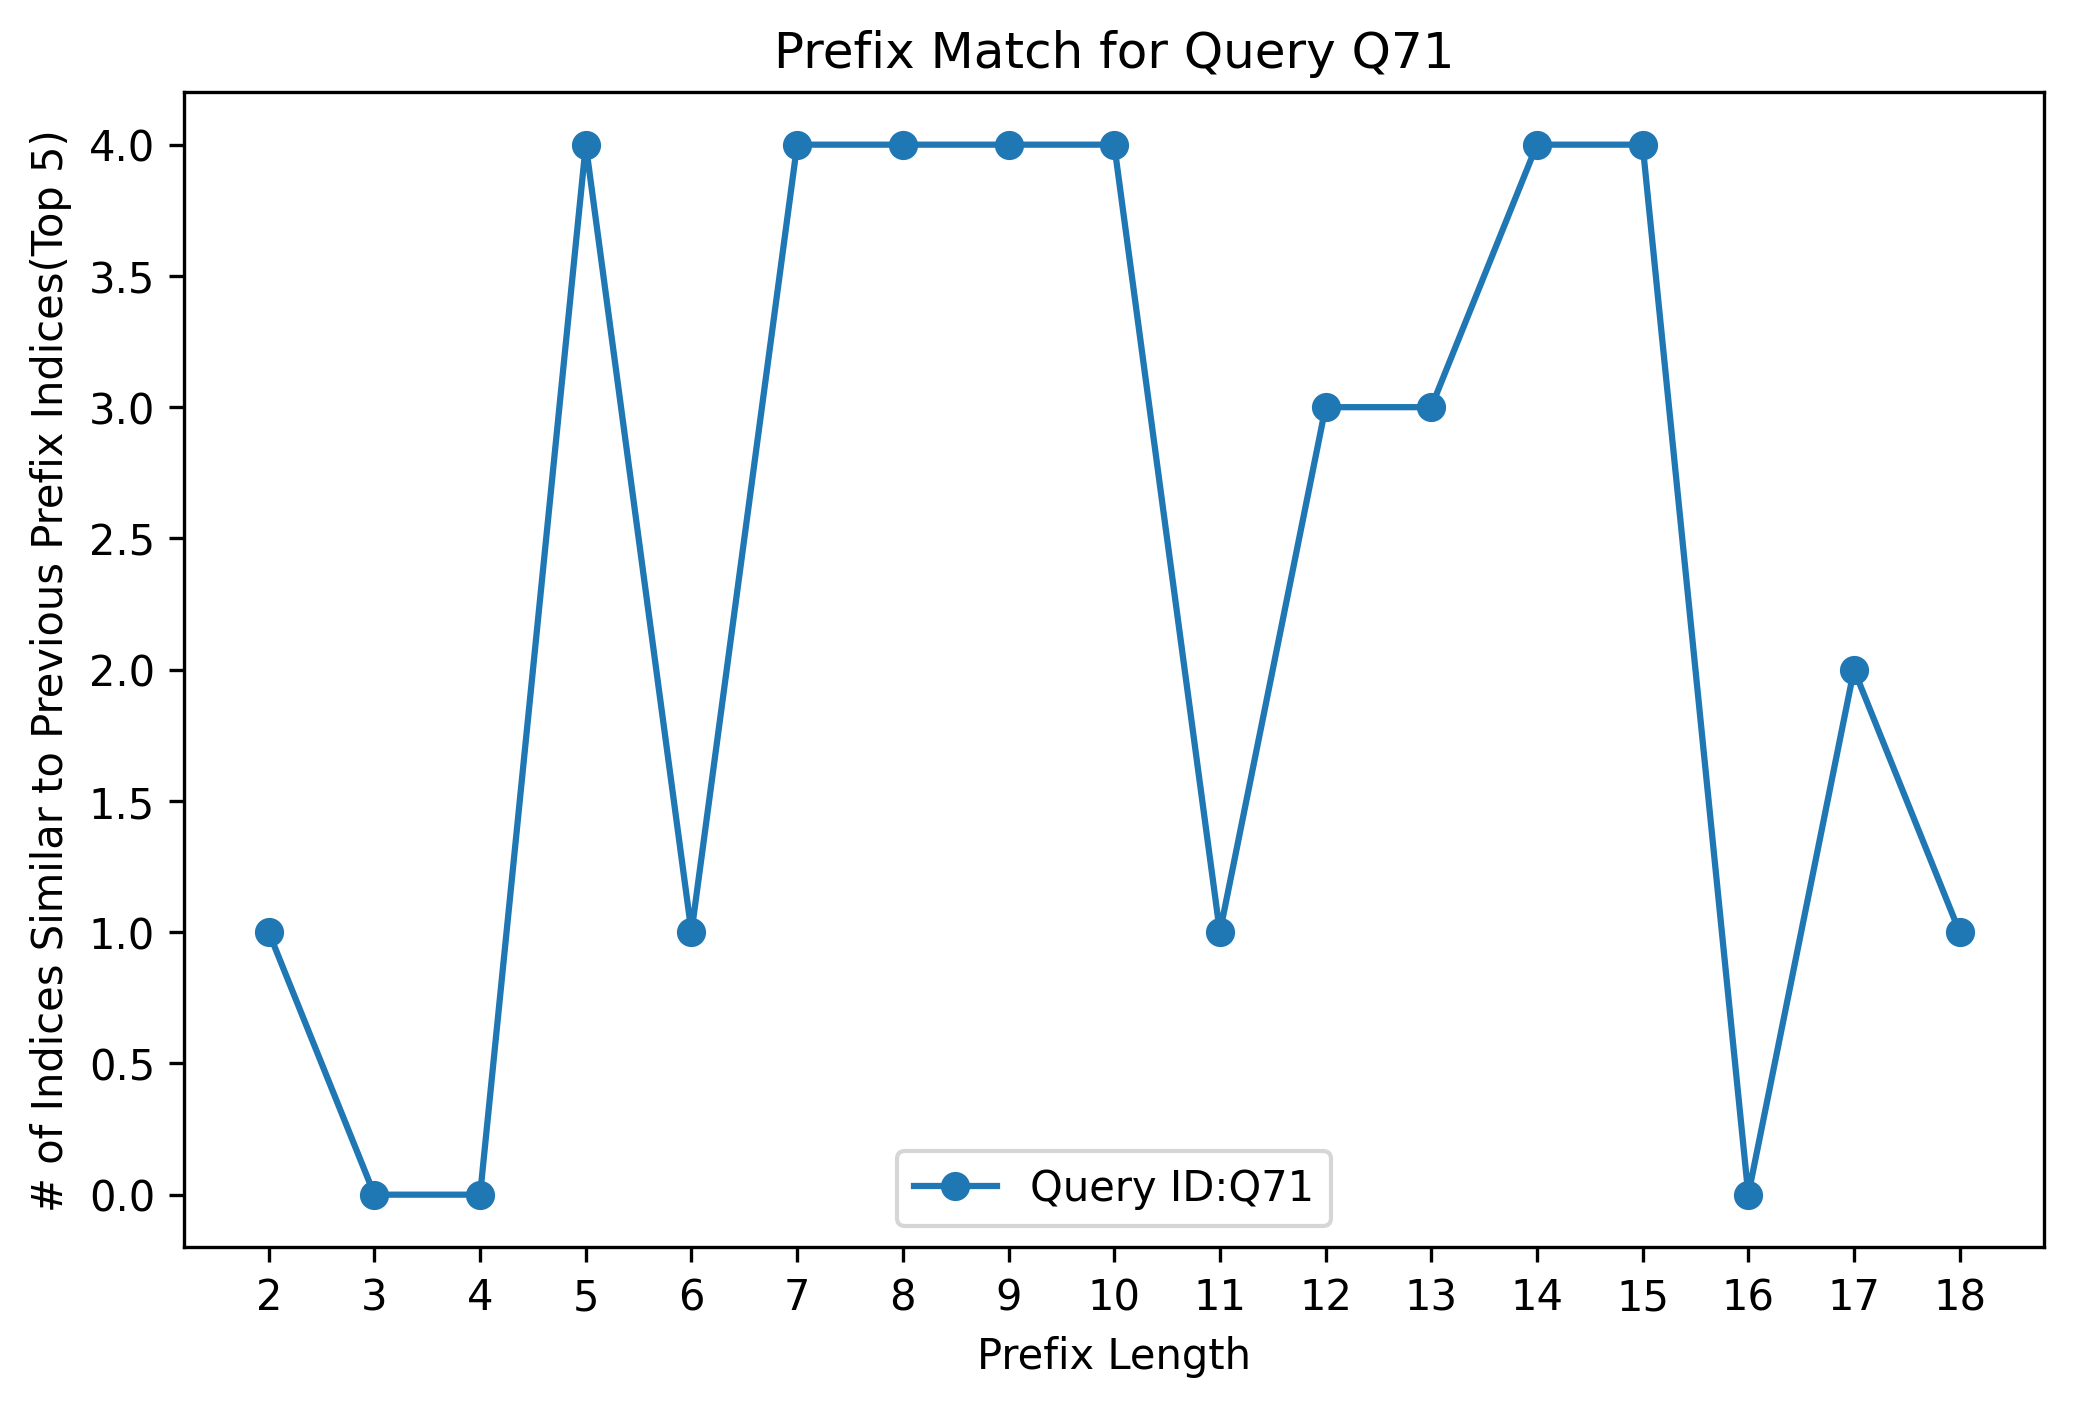 Prefix Match for Query Q71
# of Indices Similar to Previous Prefix Indices(Top 5)
4.0
3.5
3.0
2.5
2.0
1.5
1.0
0.5
0.0
Query ID:Q71
2 3 4 5 6 7 8 9 10 11 12 13 14 15 16 17 18
Prefix Length